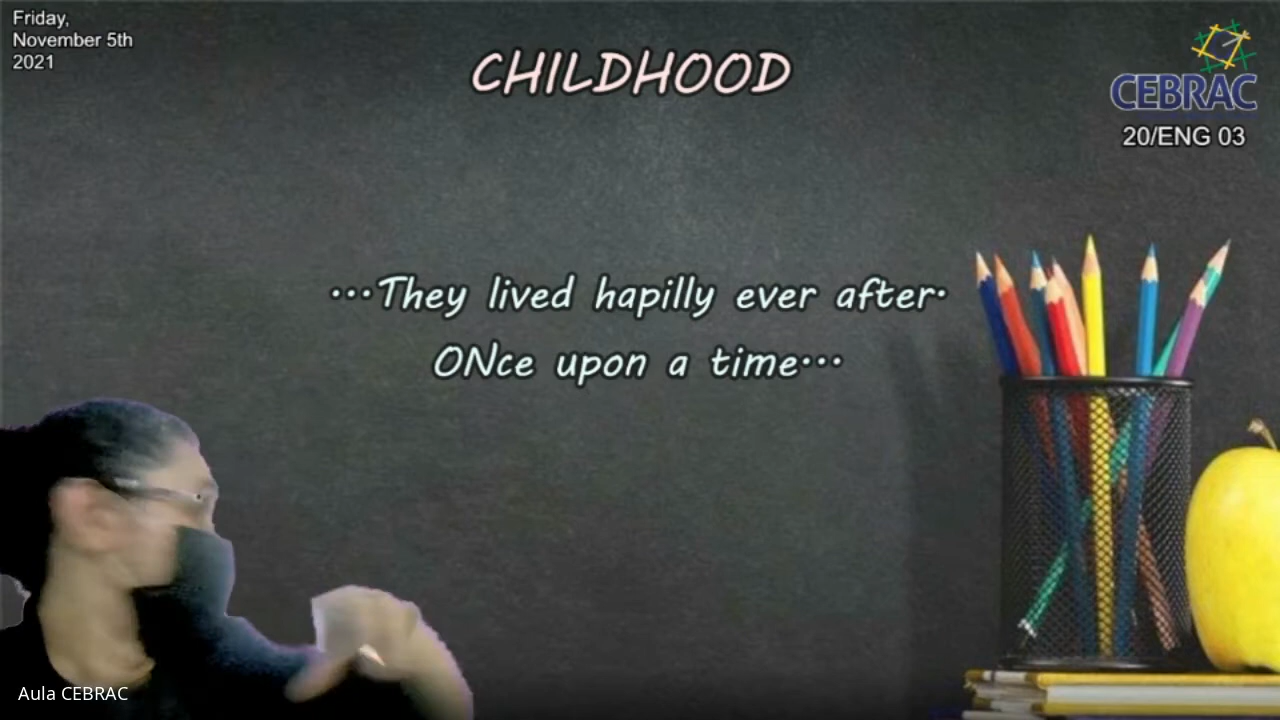 Friday,
November 5th
2021
CHILDHOOD
CEBRAC
20/ENG 03
...They lived hapilly ever after.
ONce upon a time...
Aula CEBRAC